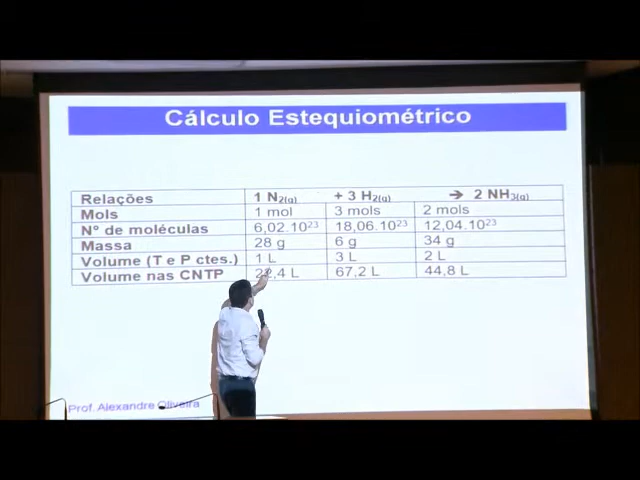 Cálculo Estequiométrico
Relações 1 N2(g) + 3 H2(g) ➔ 2 NH3(g)
Mols 1 mol 3 mols 2 mols
Nº de moléculas 6,02.10²³ 18,06.10²³ 12,04.10²³
Massa 28 g 6 g 34 g
Volume (T e P ctes.) 1 L 3 L 2 L
Volume nas CNTP 22,4 L 67,2 L 44,8 L
Prof. Alexandre Oliveira